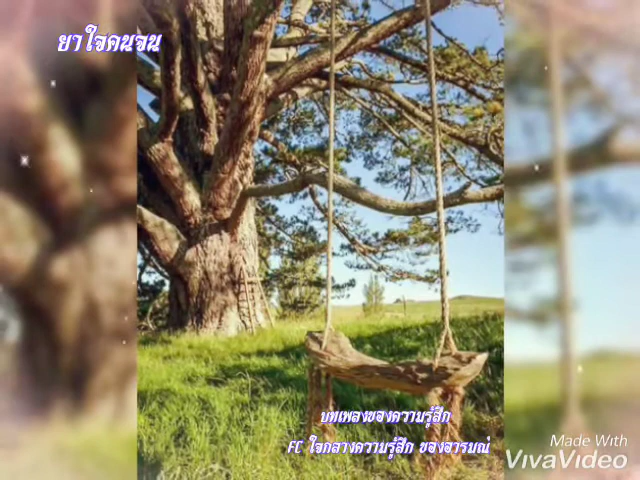 ยาใจคนจน
บทเพลงของความรู้สึก
FC ใจกลางความรู้สึก ของอารมณ์
Made With
VivaVideo